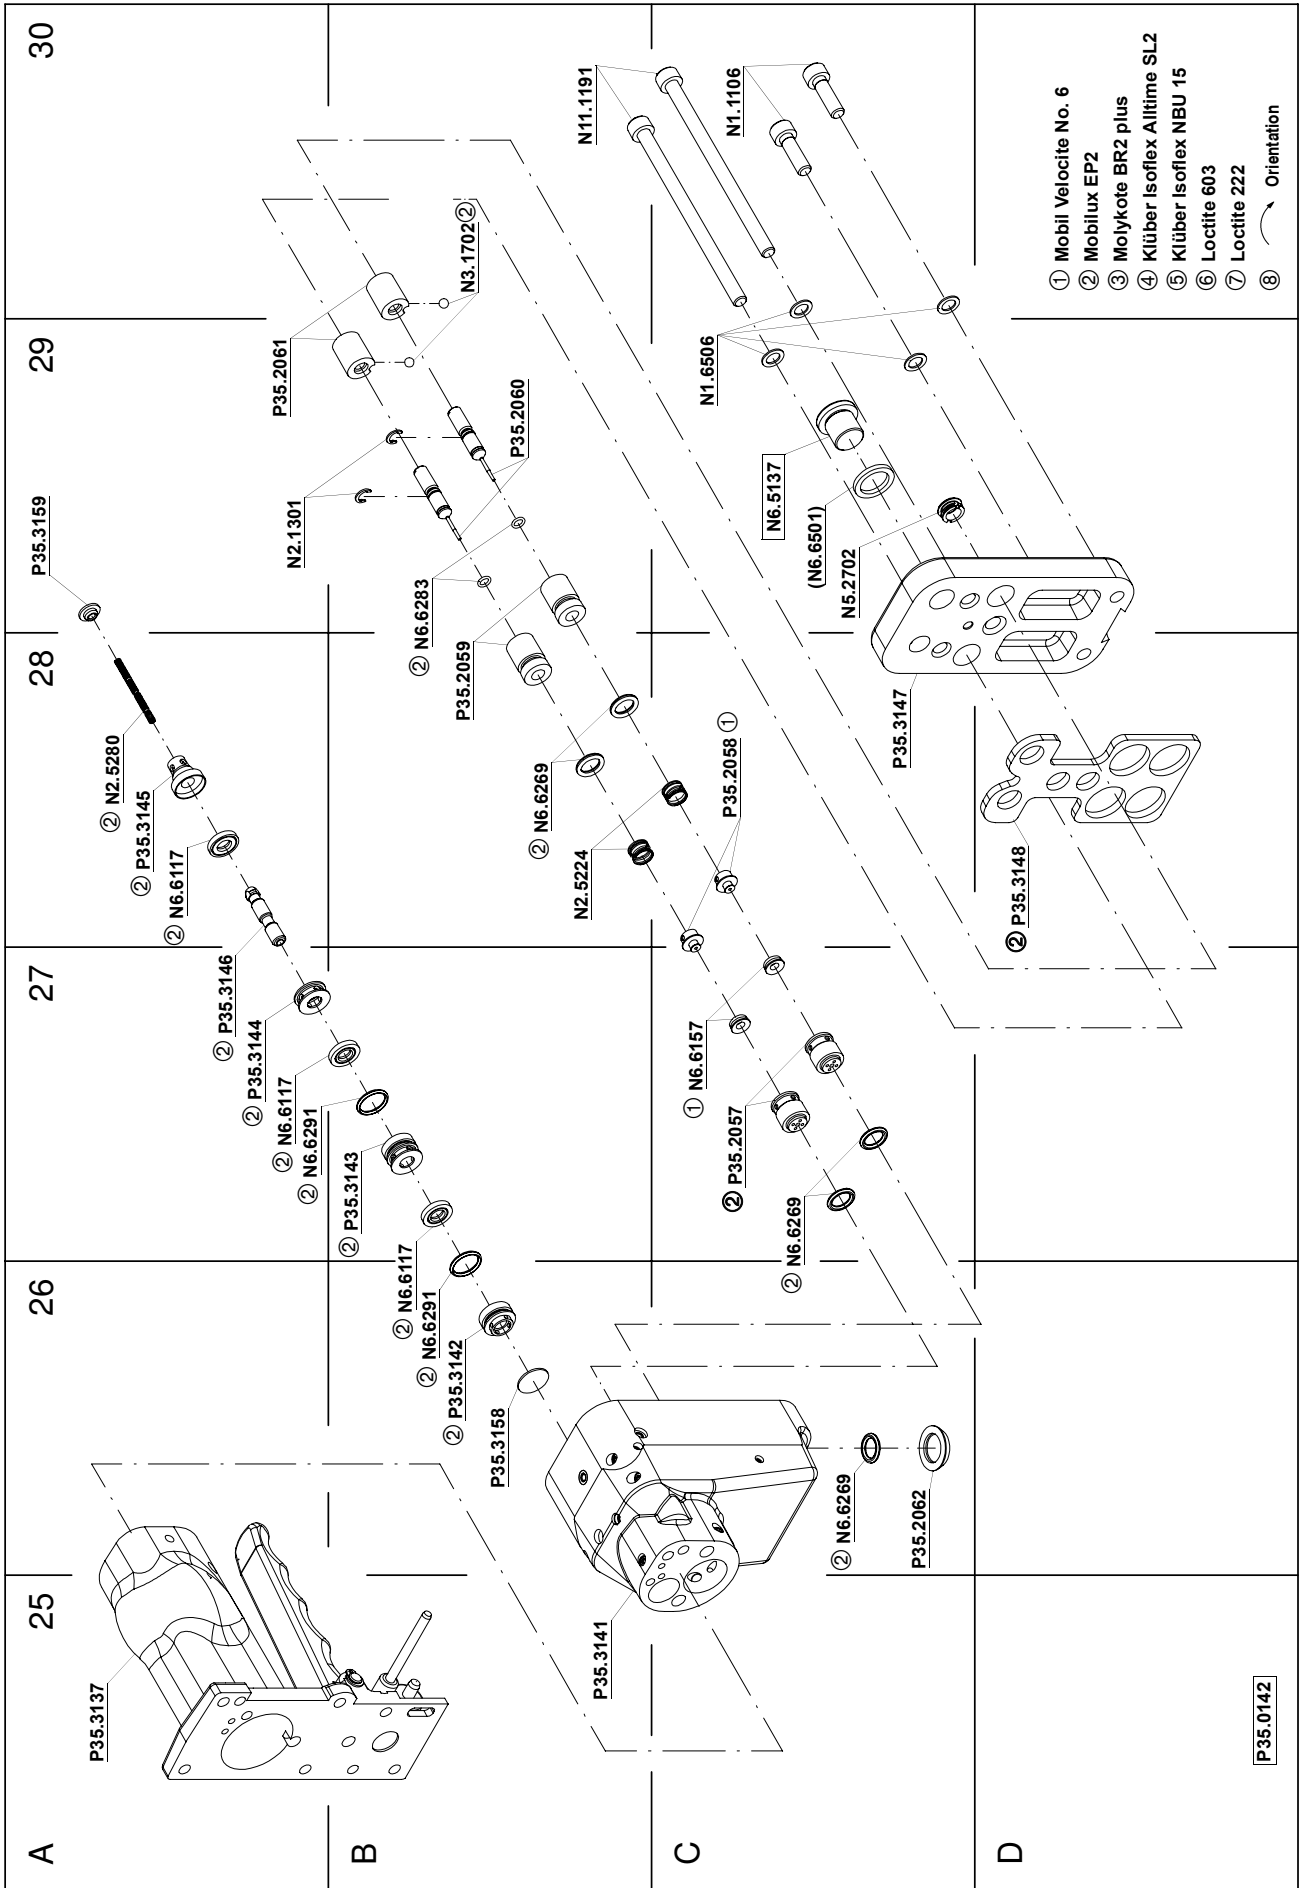 A
B
C
D
25
26
27
28
29
30
P35.3137
P35.3159
② N2.5280
② P35.3145
② N6.6117
② P35.3146
② P35.3144
② N6.6117
② N6.6291
② P35.3143
② N6.6117
② N6.6291
② P35.3142
P35.3158
P35.3141
P35.2061
N3.1702 ②
N2.1301
P35.2060
② N6.6283
P35.2059
② N6.6269
N2.5224
P35.2058 ①
① N6.6157
② P35.2057
② N6.6269
② N6.6269
P35.2062
N11.1191
N1.1106
N1.6506
N6.5137
(N6.6501)
N5.2702
P35.3147
② P35.3148
① Mobil Velocite No. 6
② Mobilux EP2
③ Molykote BR2 plus
④ Klüber Isoflex Alltime SL2
⑤ Klüber Isoflex NBU 15
⑥ Loctite 603
⑦ Loctite 222
⑧ Orientation
P35.0142